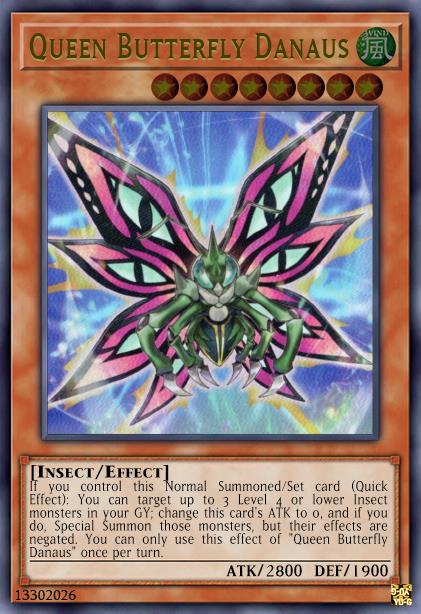 Queen Butterfly Danaus
WIND
風
[Insect/Effect]
If you control this Normal Summoned/Set card (Quick
Effect): You can target up to 3 Level 4 or lower Insect
monsters in your GY; change this card's ATK to 0, and if you
do, Special Summon those monsters, but their effects are
negated. You can only use this effect of "Queen Butterfly
Danaus" once per turn.
ATK/2800 DEF/1900
13302026